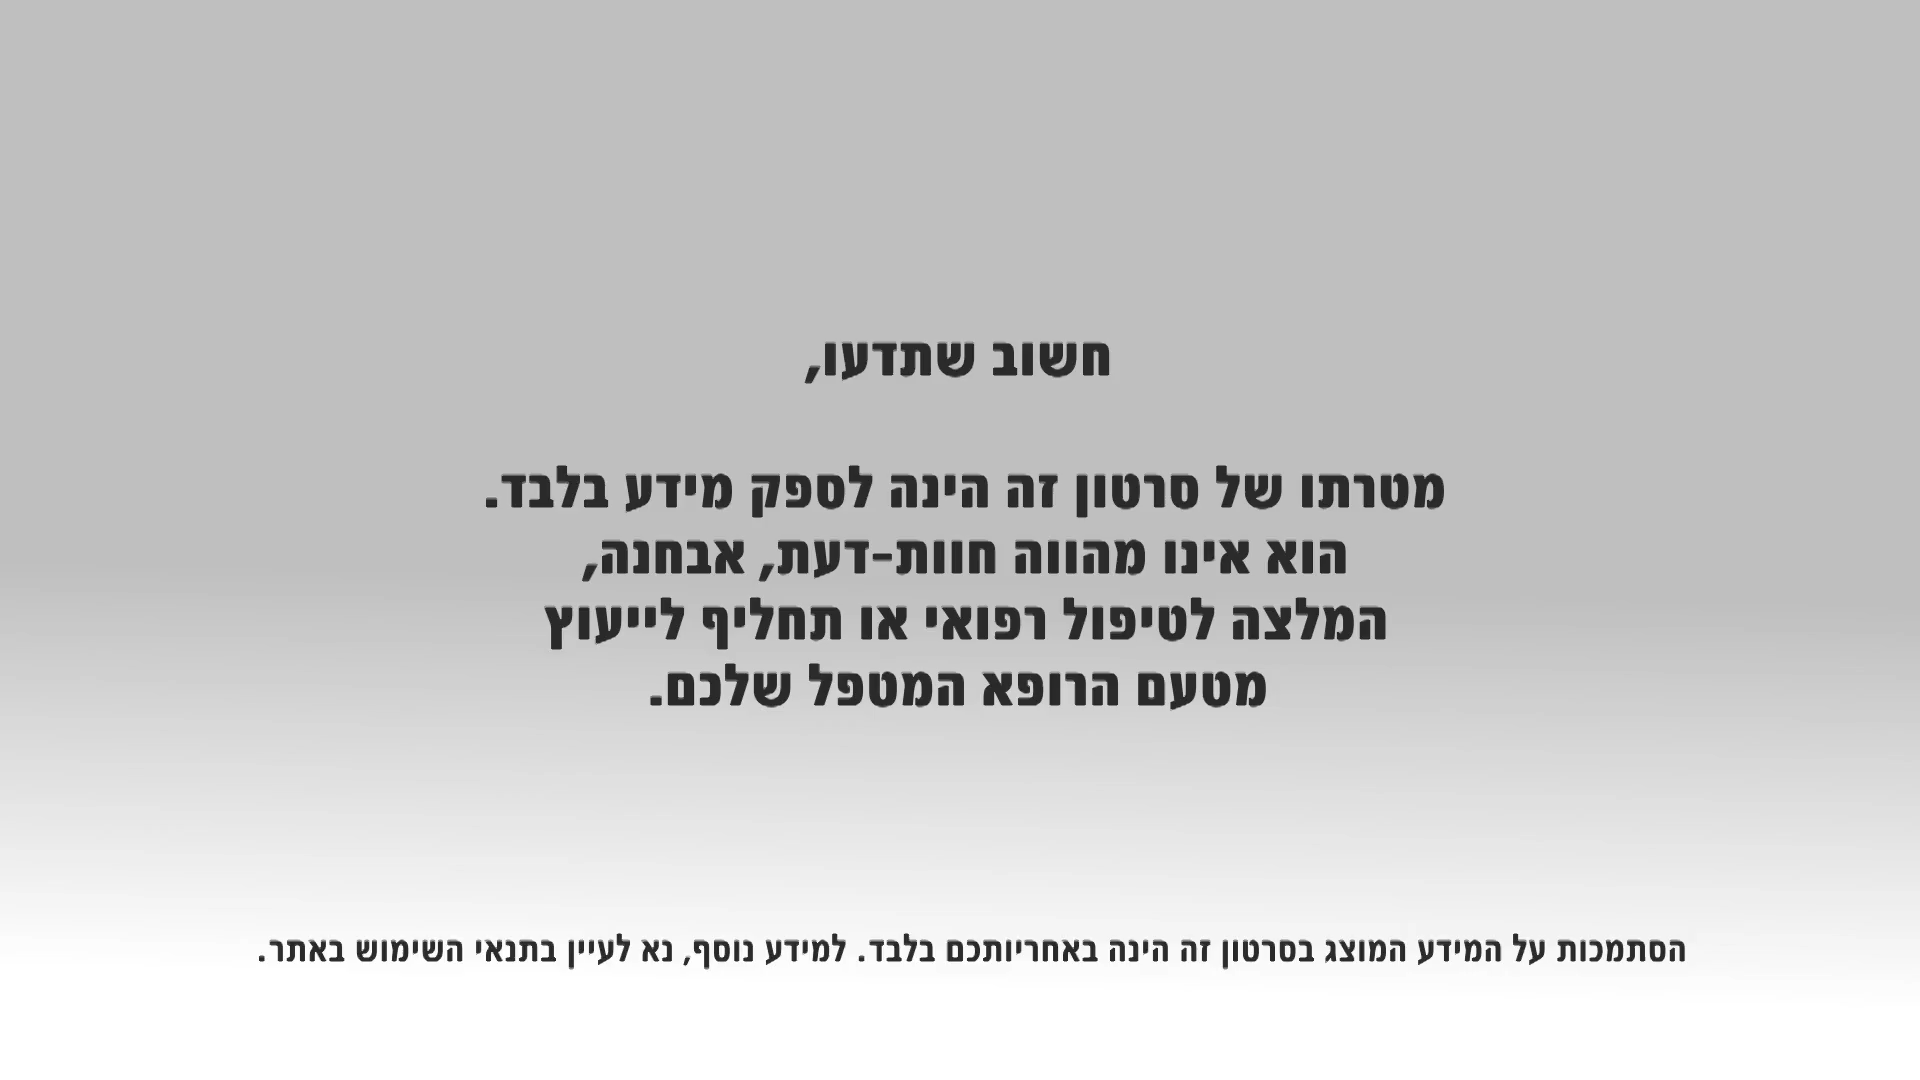 חשוב שתדעו,
מטרתו של סרטון זה הינה לספק מידע בלבד.
הוא אינו מהווה חוות-דעת, אבחנה,
המלצה לטיפול רפואי או תחליף לייעוץ
מטעם הרופא המטפל שלכם.
הסתמכות על המידע המוצג בסרטון זה הינה באחריותכם בלבד. למידע נוסף, נא לעיין בתנאי השימוש באתר.